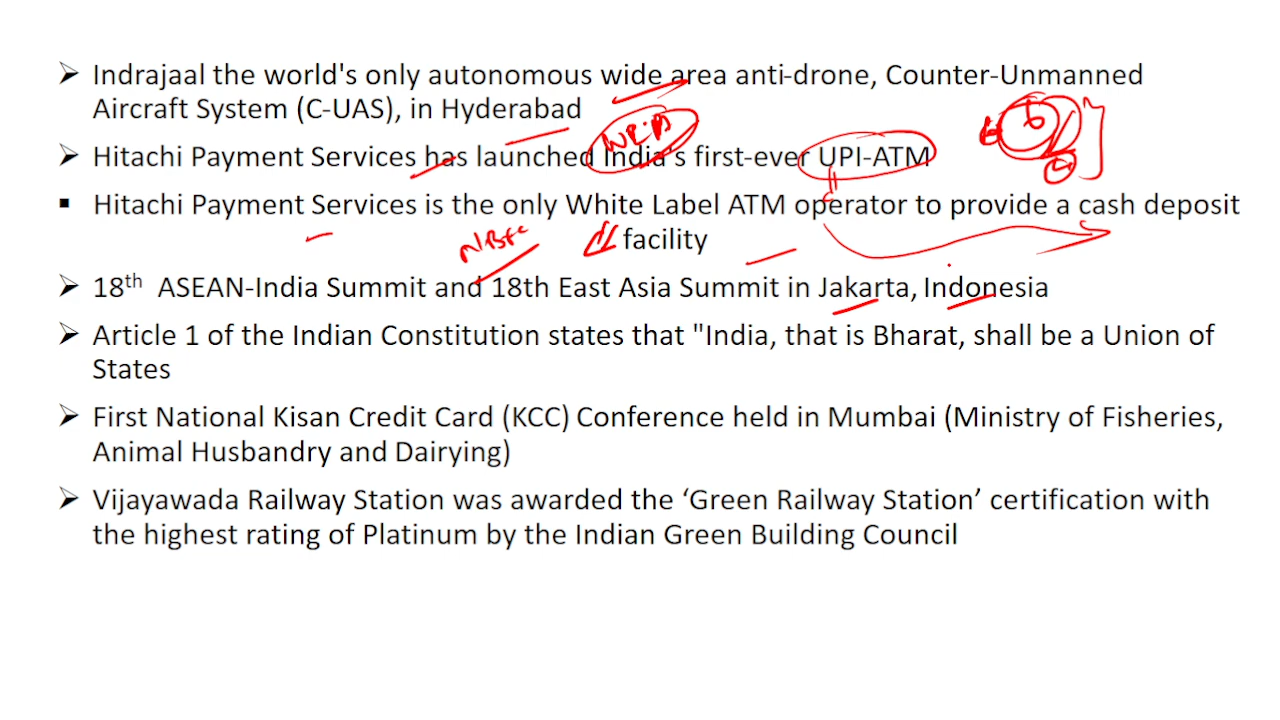 ➤ Indrajaal the world's only autonomous wide area anti-drone, Counter-Unmanned
Aircraft System (C-UAS), in Hyderabad
➤ Hitachi Payment Services has launched India's first-ever UPI-ATM
▪ Hitachi Payment Services is the only White Label ATM operator to provide a cash deposit
facility
➤ 18th ASEAN-India Summit and 18th East Asia Summit in Jakarta, Indonesia
➤ Article 1 of the Indian Constitution states that "India, that is Bharat, shall be a Union of
States
➤ First National Kisan Credit Card (KCC) Conference held in Mumbai (Ministry of Fisheries,
Animal Husbandry and Dairying)
➤ Vijayawada Railway Station was awarded the ‘Green Railway Station’ certification with
the highest rating of Platinum by the Indian Green Building Council